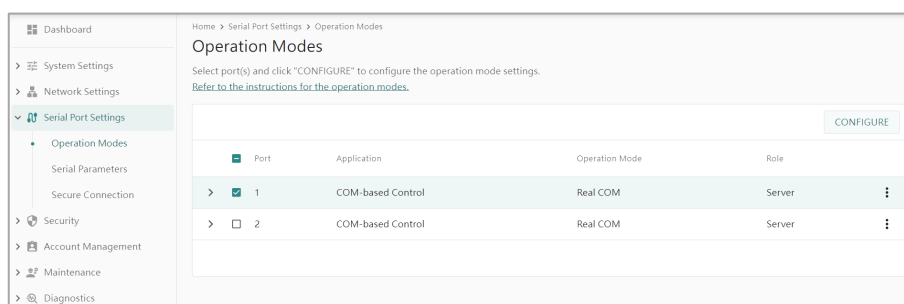 Dashboard
System Settings
Network Settings
Serial Port Settings
Operation Modes
Serial Parameters
Secure Connection
Security
Account Management
Maintenance
Diagnostics
Home > Serial Port Settings > Operation Modes
Operation Modes
Select port(s) and click "CONFIGURE" to configure the operation mode settings.
Refer to the instructions for the operation modes.
CONFIGURE
Port Application Operation Mode Role
1 COM-based Control Real COM Server
2 COM-based Control Real COM Server